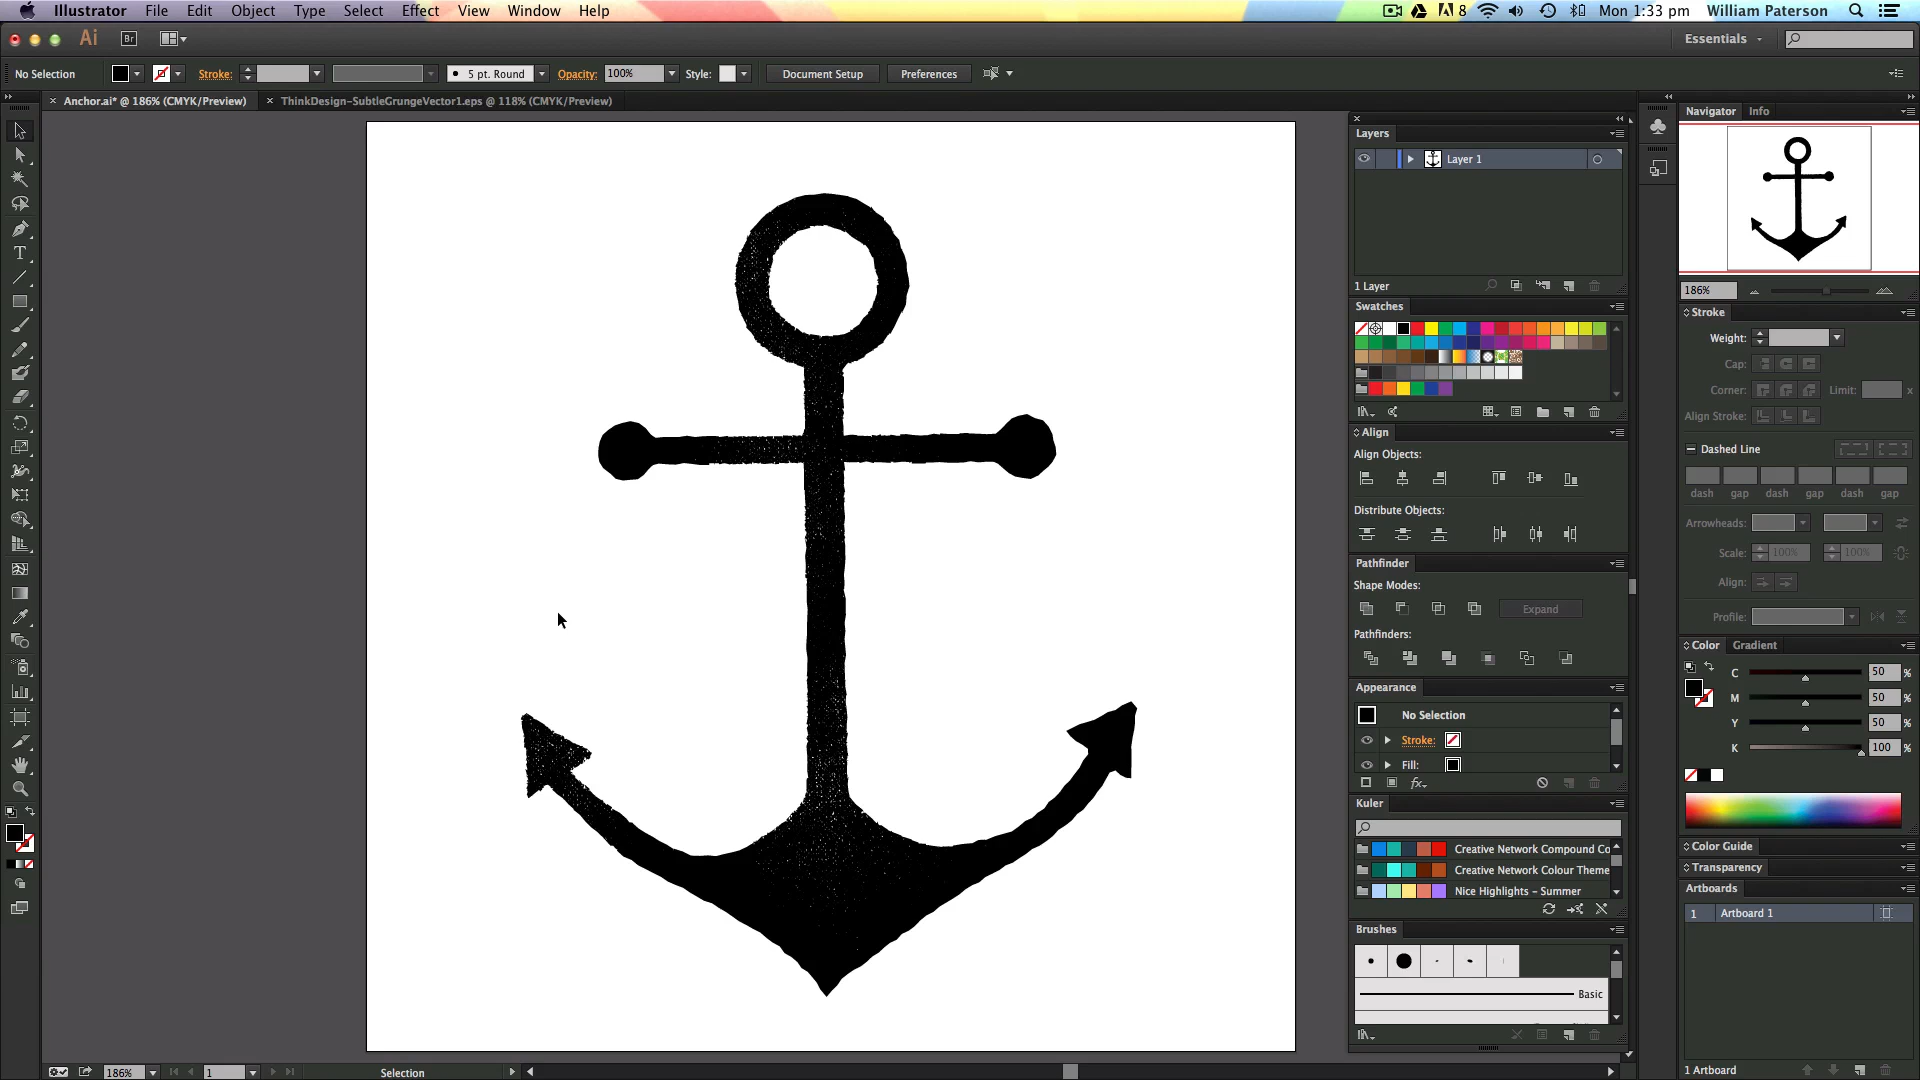 Illustrator File Edit Object Type Select Effect View Window Help 8 Mon 1:33 pm William Paterson
Ai Br Essentials
No Selection Stroke: 5 pt. Round Opacity: 100% Style: Document Setup Preferences
Anchor.ai* @ 186% (CMYK/Preview) ThinkDesign-SubtleGrungeVector1.eps @ 118% (CMYK/Preview)
Layers
Layer 1
1 Layer
Swatches
Align
Align Objects:
Distribute Objects:
Pathfinder
Shape Modes:
Expand
Pathfinders:
Appearance
No Selection
Stroke:
Fill:
Kuler
Creative Network Compound Co
Creative Network Colour Theme
Nice Highlights - Summer
Brushes
Basic
Navigator Info
186%
Stroke
Weight:
Cap:
Corner: Limit: x
Align Stroke:
Dashed Line
dash gap dash gap dash gap
Arrowheads:
Scale: 100% 100%
Align:
Profile:
Color Gradient
C 50 %
M 50 %
Y 50 %
K 100 %
Color Guide
Transparency
Artboards
1 Artboard 1
1 Artboard
186% 1 Selection